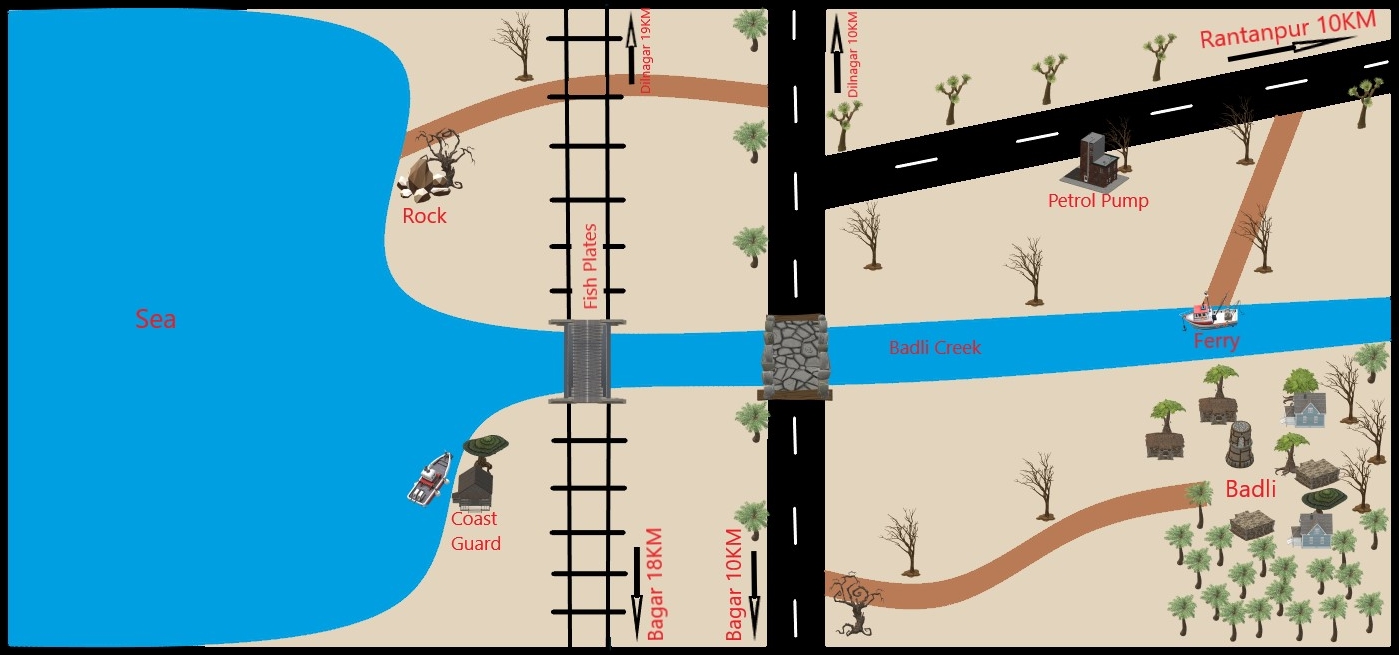 Dilnagar 19KM
Dilnagar 10KM
Rantanpur 10KM
Petrol Pump
Rock
Fish Plates
Sea
Badli Creek
Ferry
Badli
Coast
Guard
Bagar 18KM
Bagar 10KM